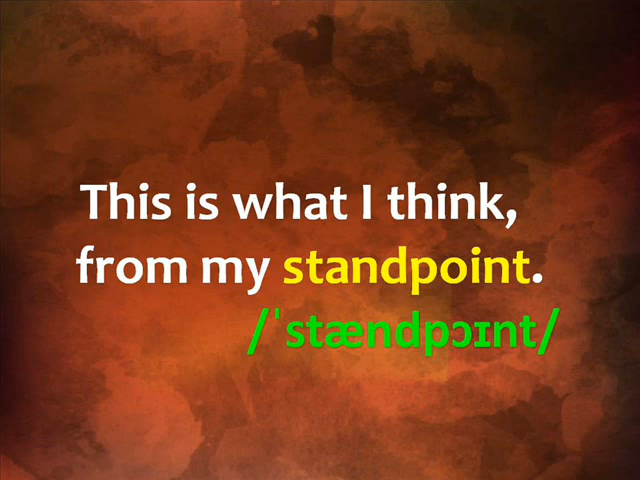 This is what I think,
from my standpoint.
/ˈstændpɔɪnt/